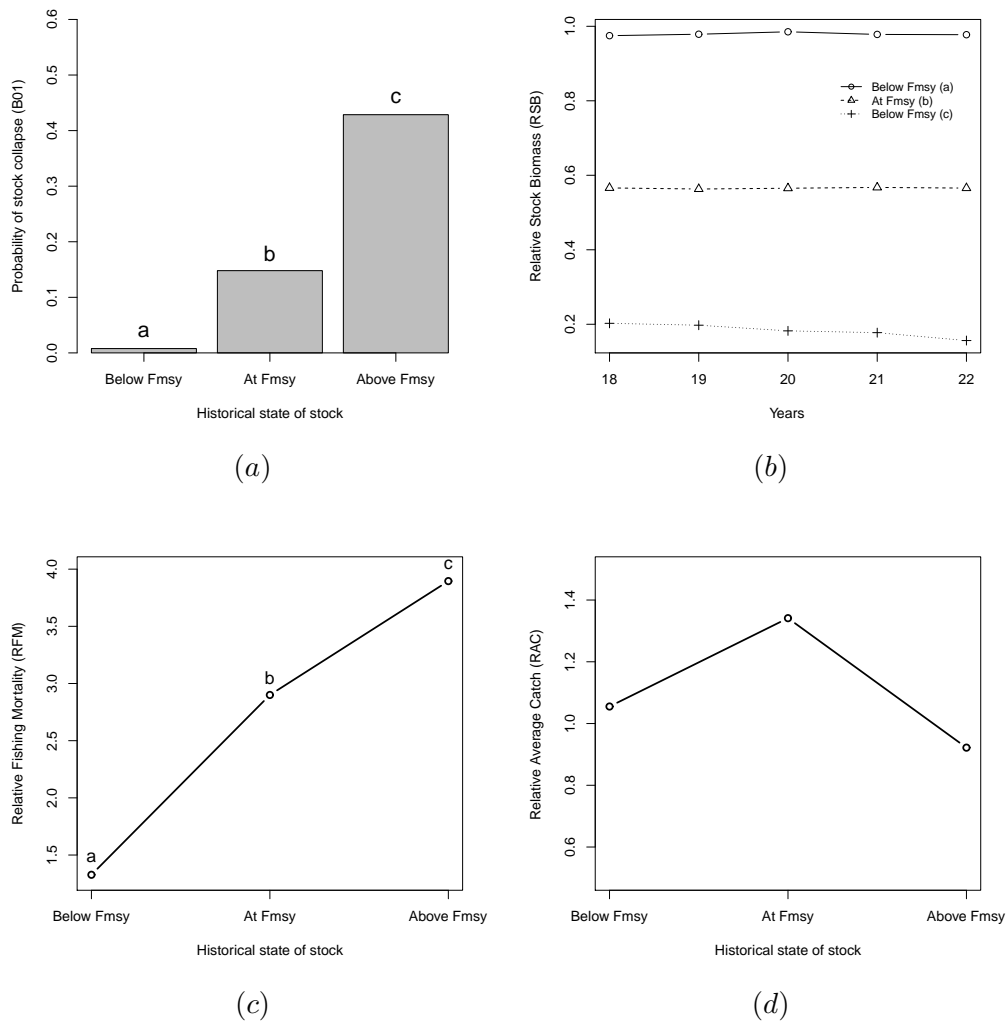 Probability of stock collapse (B01)
0.0 0.1 0.2 0.3 0.4 0.5 0.6
a
b
c
Below Fmsy At Fmsy Above Fmsy
Historical state of stock
(a)
Relative Stock Biomass (RSB)
0.2 0.4 0.6 0.8 1.0
Below Fmsy (a)
At Fmsy (b)
Below Fmsy (c)
18 19 20 21 22
Years
(b)
Relative Fishing Mortality (RFM)
1.5 2.0 2.5 3.0 3.5 4.0
a
b
c
Below Fmsy At Fmsy Above Fmsy
Historical state of stock
(c)
Relative Average Catch (RAC)
0.6 0.8 1.0 1.2 1.4
Below Fmsy At Fmsy Above Fmsy
Historical state of stock
(d)